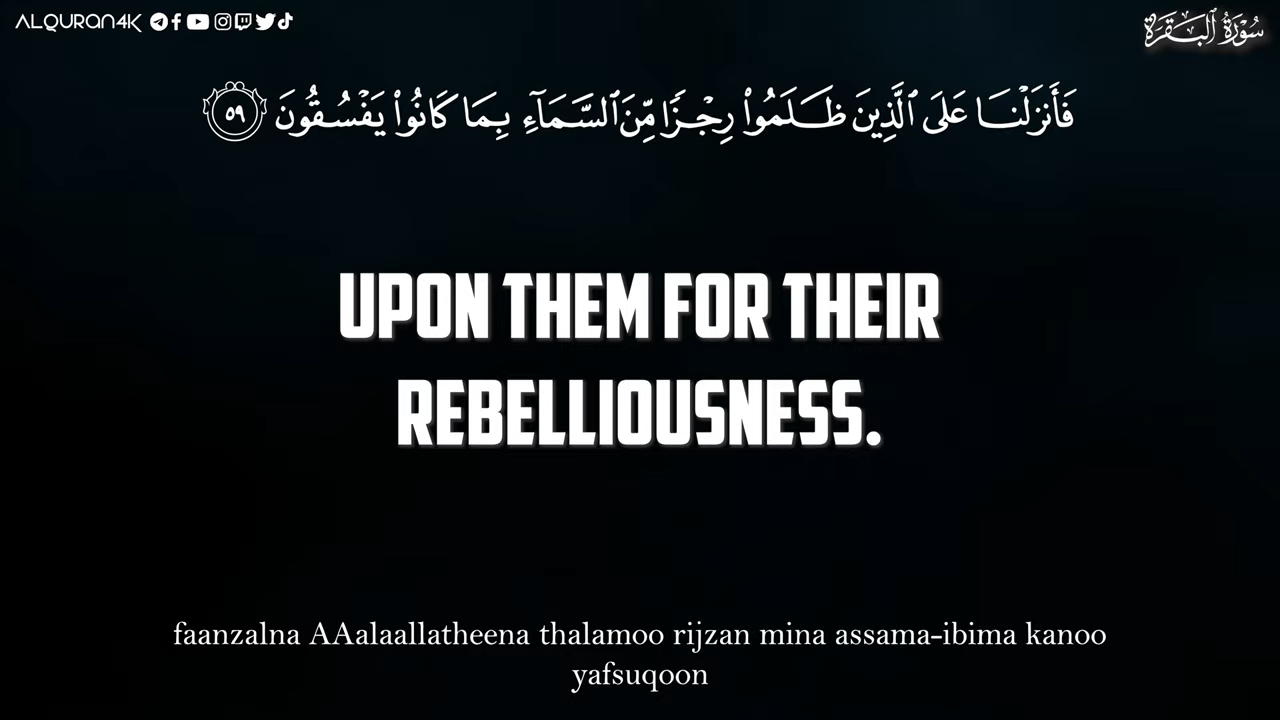 ALQURAN4K
سُورَةُ ٱلْبَقَرَةِ
فَأَنزَلْنَا عَلَى ٱلَّذِينَ ظَلَمُوا۟ رِجْزًا مِّنَ ٱلسَّمَآءِ بِمَا كَانُوا۟ يَفْسُقُونَ ٥٩
UPON THEM FOR THEIR
REBELLIOUSNESS.
faanzalna AAalaallatheena thalamoo rijzan mina assama-ibima kanoo
yafsuqoon